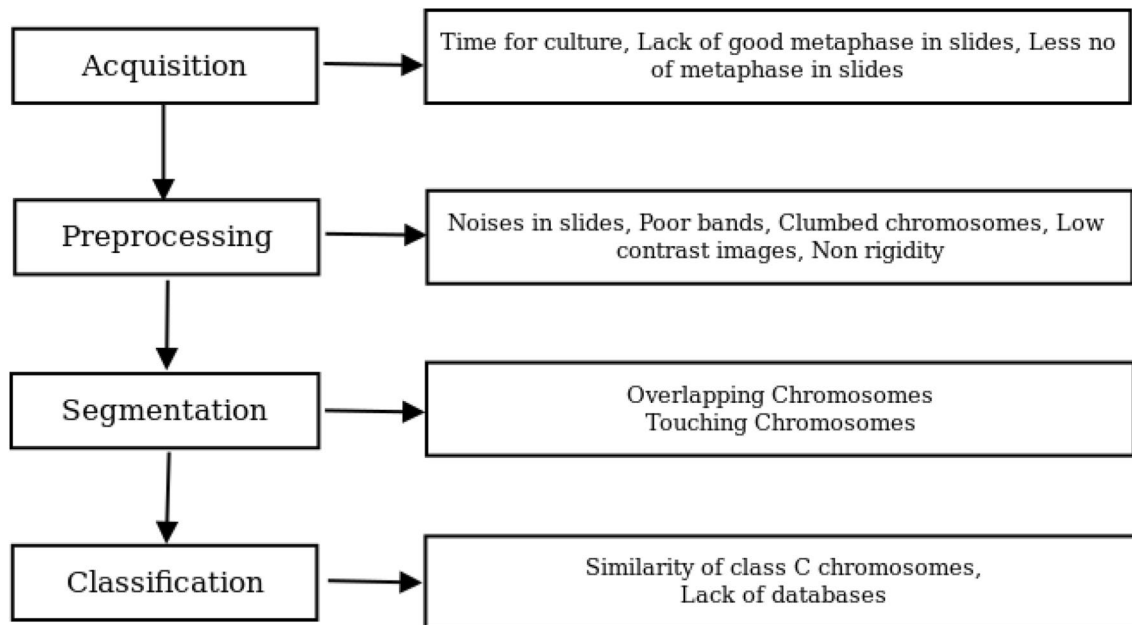 Acquisition
Time for culture, Lack of good metaphase in slides, Less no
of metaphase in slides
Preprocessing
Noises in slides, Poor bands, Clumbed chromosomes, Low
contrast images, Non rigidity
Segmentation
Overlapping Chromosomes
Touching Chromosomes
Classification
Similarity of class C chromosomes,
Lack of databases